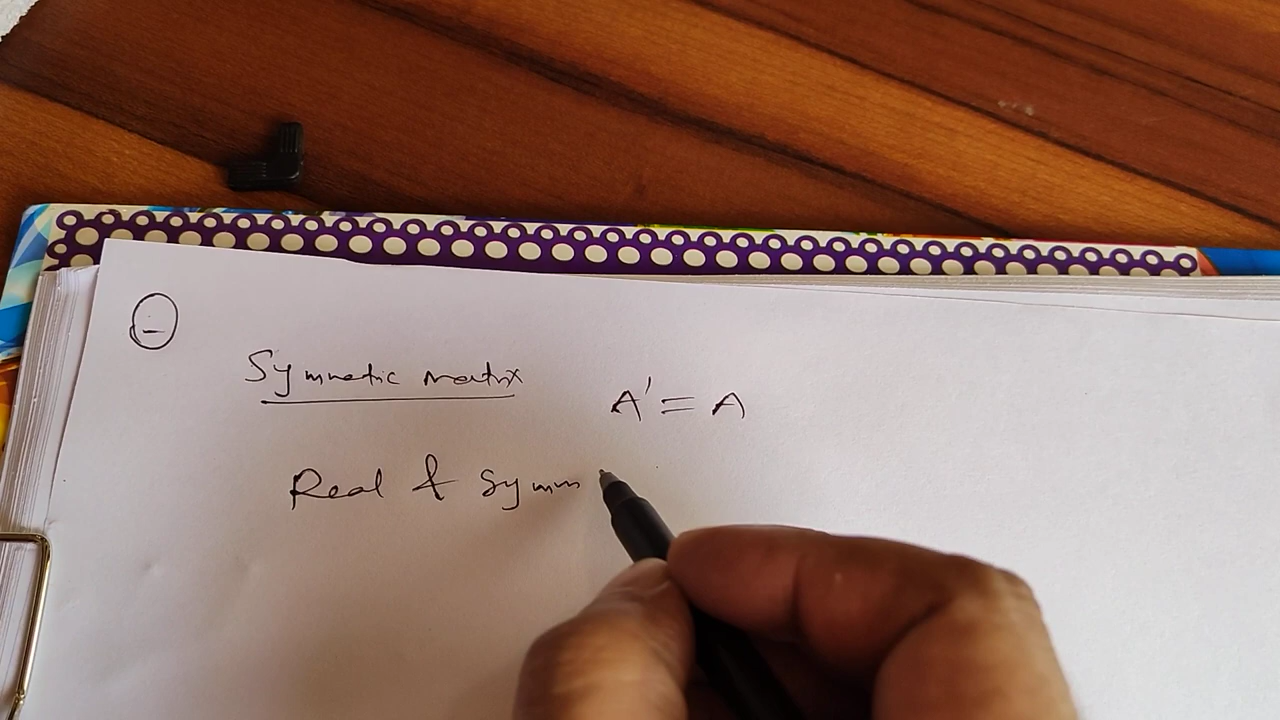 Symmetric matrix
A' = A
Real & Symm